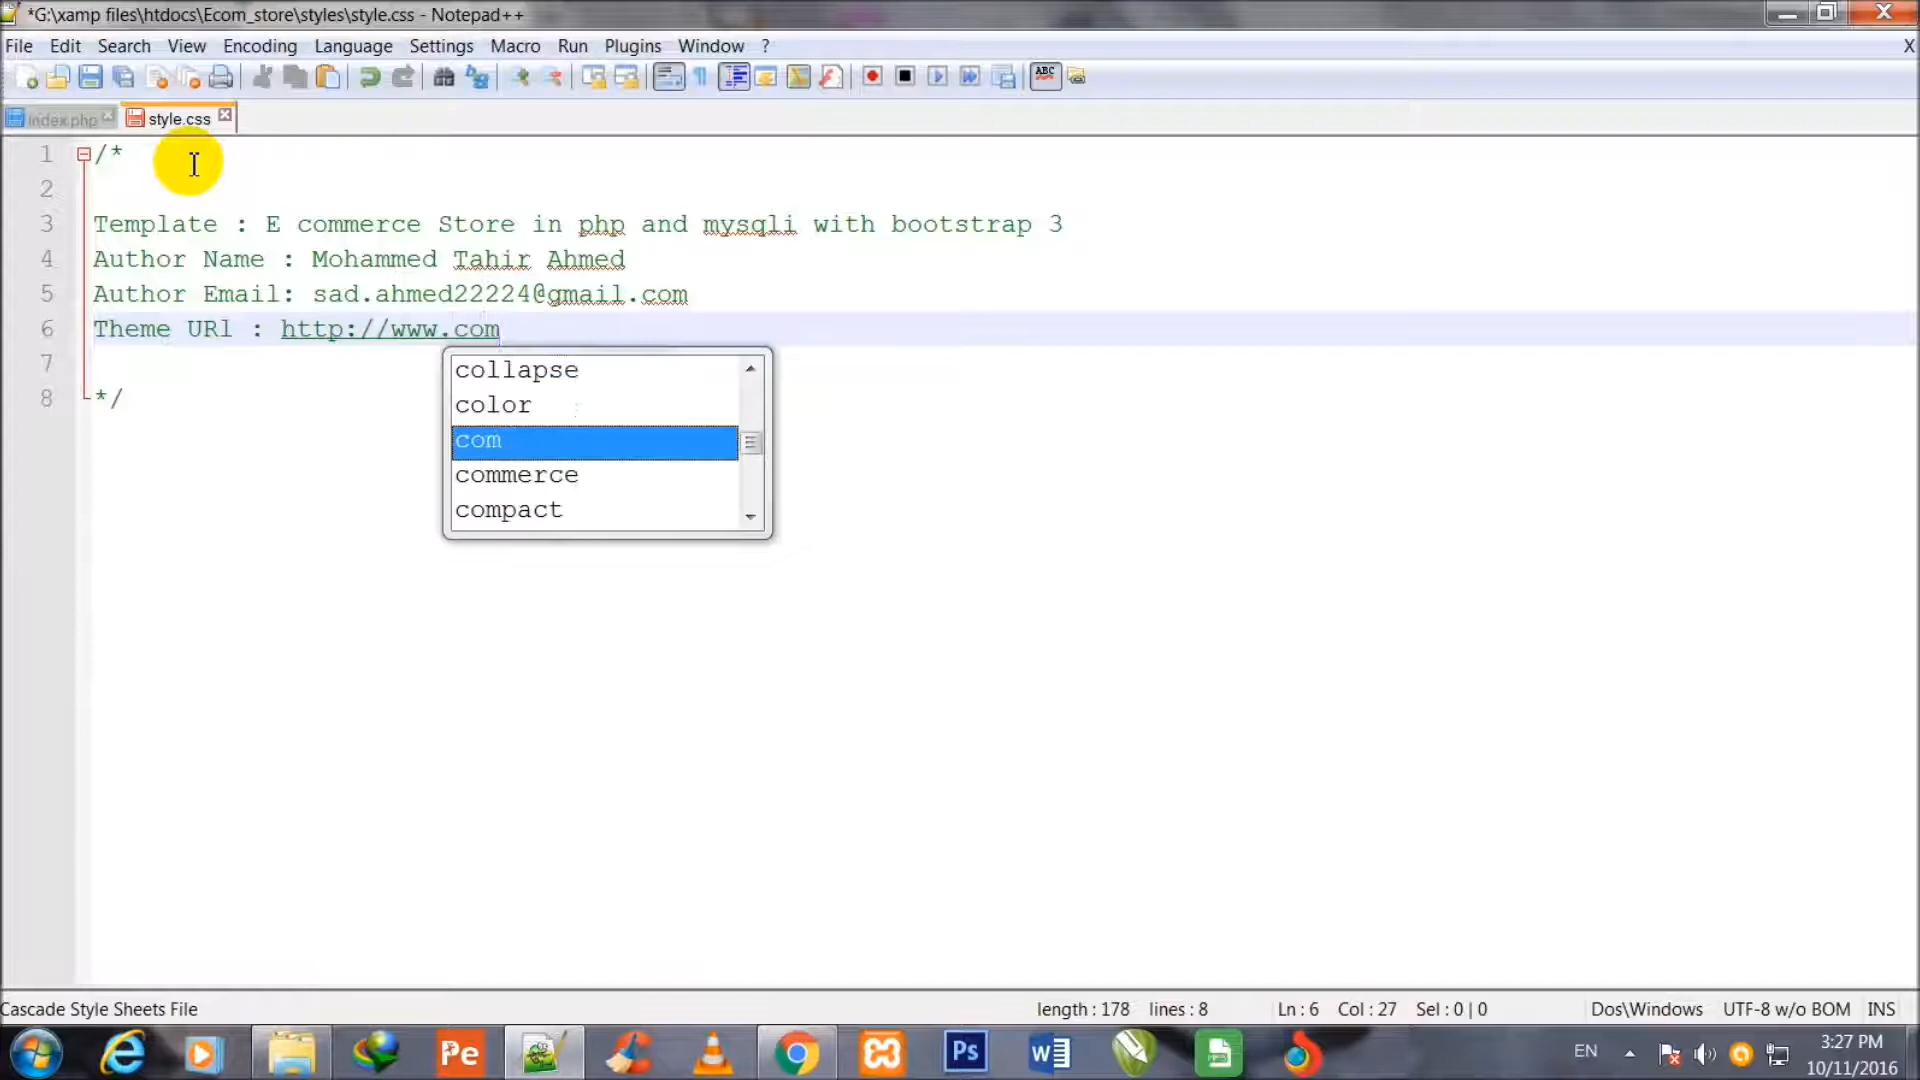 *G:\xamp files\htdocs\Ecom_store\styles\style.css - Notepad++
File Edit Search View Encoding Language Settings Macro Run Plugins Window ? X
ABC
index.php style.css
1 /*
2
3 Template : E commerce Store in php and mysqli with bootstrap 3
4 Author Name : Mohammed Tahir Ahmed
5 Author Email: sad.ahmed22224@gmail.com
6 Theme URl : http://www.com
7
8 */
collapse
color
com
commerce
compact
Cascade Style Sheets File length : 178 lines : 8 Ln : 6 Col : 27 Sel : 0 | 0 Dos\Windows UTF-8 w/o BOM INS
Pe Ps W EN 3:27 PM
10/11/2016